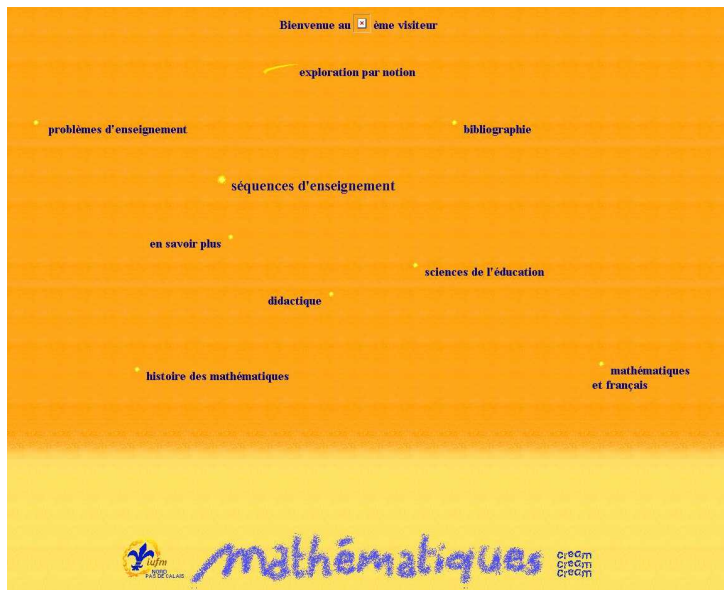 Bienvenue au ème visiteur
exploration par notion
problèmes d'enseignement
bibliographie
séquences d'enseignement
en savoir plus
sciences de l'éducation
didactique
histoire des mathématiques
mathématiques
et français
iufm
NORD
PAS DE CALAIS
mathématiques
cream
cream
cream